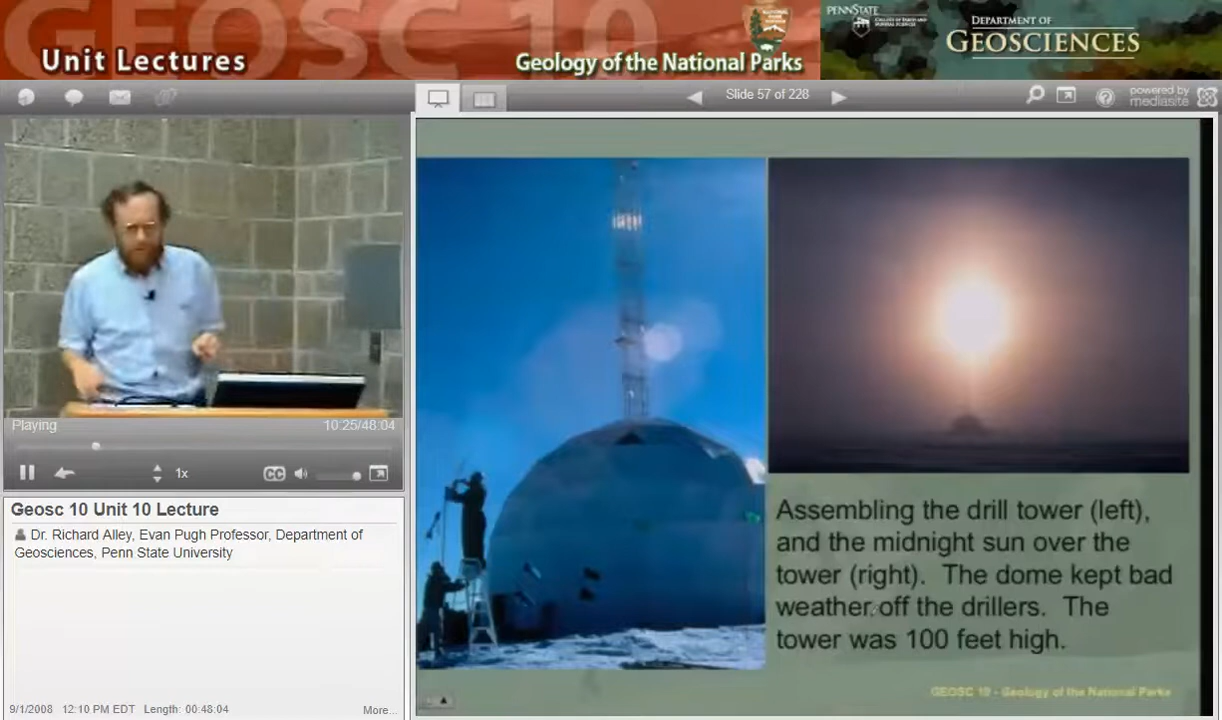 GEOSC 10
Unit Lectures
Geology of the National Parks
PENNSTATE
DEPARTMENT OF
GEOSCIENCES
Slide 57 of 228
powered by
mediasite
Playing
10:25/48:04
1x
CC
Geosc 10 Unit 10 Lecture
Dr. Richard Alley, Evan Pugh Professor, Department of
Geosciences, Penn State University
9/1/2008 12:10 PM EDT Length: 00:48:04
More...
Assembling the drill tower (left),
and the midnight sun over the
tower (right). The dome kept bad
weather off the drillers. The
tower was 100 feet high.
GEOSC 10 - Geology of the National Parks